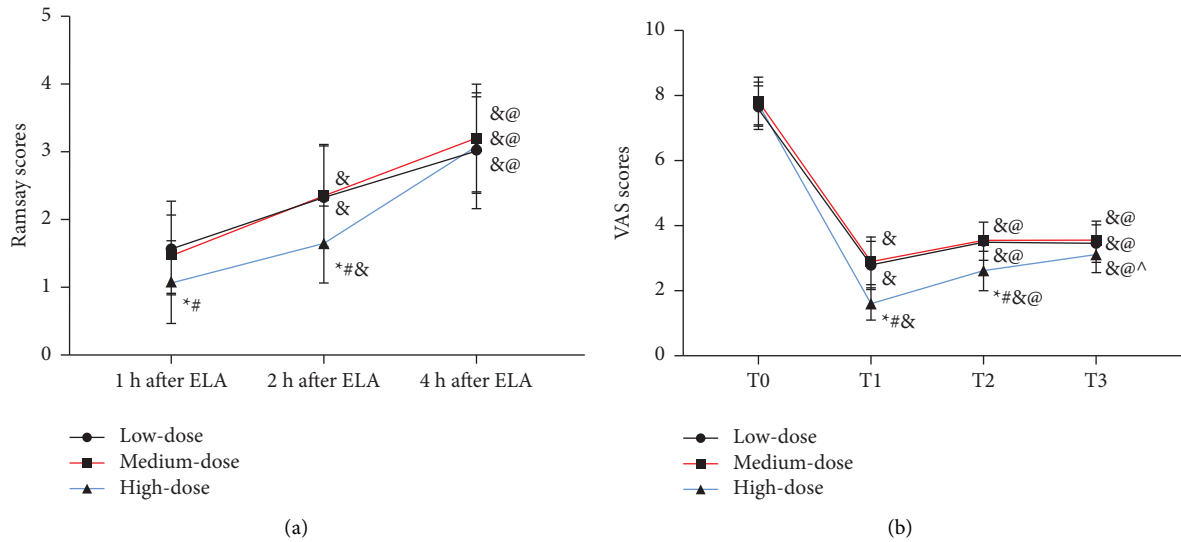 5
4
3
2
1
0
Ramsay scores
&@
&@
&@
&
&
*#&
*#
1 h after ELA 2 h after ELA 4 h after ELA
Low-dose
Medium-dose
High-dose
(a)
10
8
6
4
2
0
VAS scores
&
&
*#&
&@
&@
*#&@
&@
&@
&@^
T0 T1 T2 T3
Low-dose
Medium-dose
High-dose
(b)